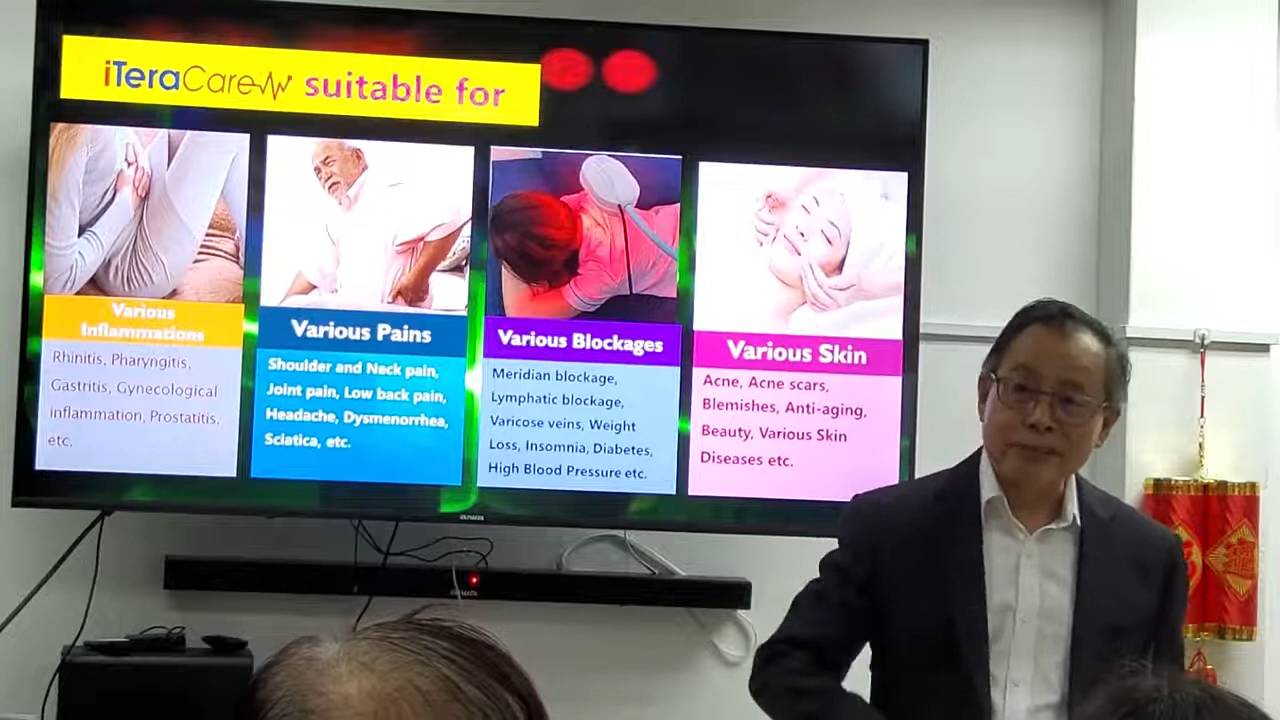 iTeraCare suitable for
Various
Inflammations
Rhinitis, Pharyngitis,
Gastritis, Gynecological
inflammation, Prostatitis,
etc.
Various Pains
Shoulder and Neck pain,
Joint pain, Low back pain,
Headache, Dysmenorrhea,
Sciatica, etc.
Various Blockages
Meridian blockage,
Lymphatic blockage,
Varicose veins, Weight
Loss, Insomnia, Diabetes,
High Blood Pressure etc.
Various Skin
Acne, Acne scars,
Blemishes, Anti-aging,
Beauty, Various Skin
Diseases etc.
aiwa
aiwa